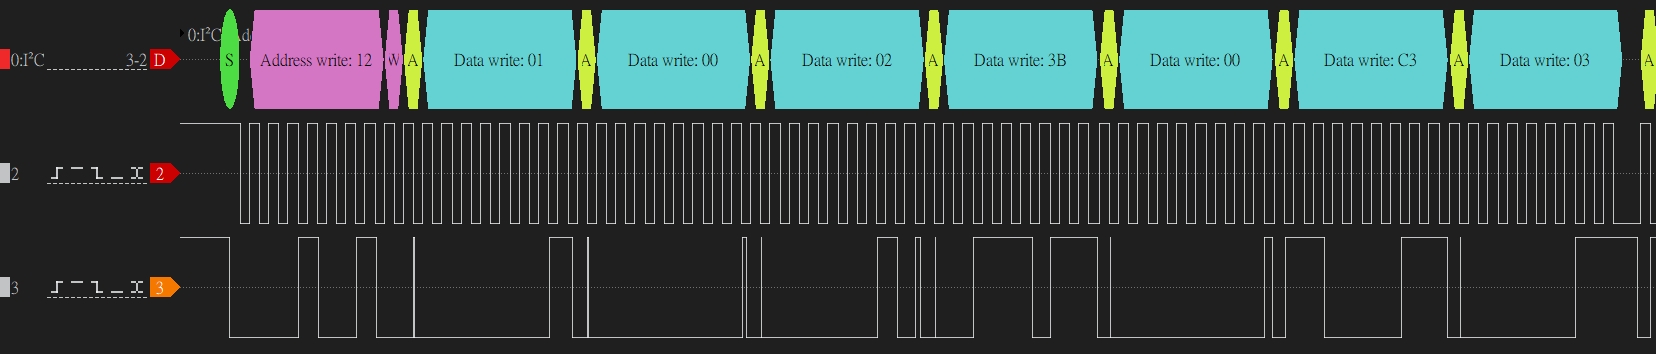 0:I²C Ad
0:I²C 3-2 D S Address write: 12 W A Data write: 01 A Data write: 00 A Data write: 02 A Data write: 3B A Data write: 00 A Data write: C3 A Data write: 03 A
2 2
3 3